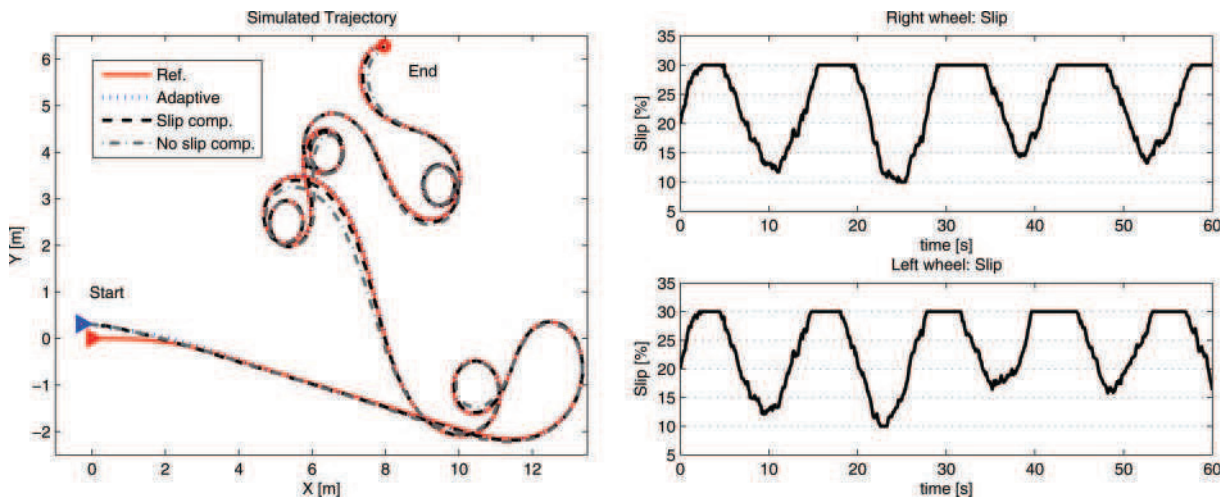 Simulated Trajectory
Ref.
Adaptive
Slip comp.
No slip comp.
End
Start
6
5
4
3
2
1
0
−1
−2
Y [m]
0 2 4 6 8 10 12
X [m]
Right wheel: Slip
35
30
25
20
15
10
5
Slip [%]
0 10 20 30 40 50 60
time [s]
Left wheel: Slip
35
30
25
20
15
10
5
Slip [%]
0 10 20 30 40 50 60
time [s]